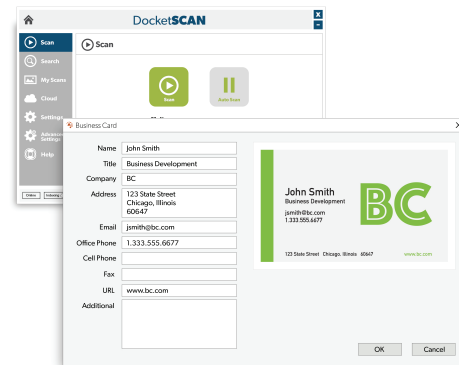 DocketSCAN
X
-
Scan
Search
My Scans
Cloud
Settings
Advanced
Settings
Help
Scan
Scan
Auto Scan
Business Card
Name John Smith
Title Business Development
Company BC
Address 123 State Street
Chicago, Illinois
60647
Email jsmith@bc.com
Office Phone 1.333.555.6677
Cell Phone
Fax
URL www.bc.com
Additional
John Smith
Business Development
jsmith@bc.com
1.333.555.6677
BC
123 State Street Chicago, Illinois 60647 www.bc.com
OK Cancel